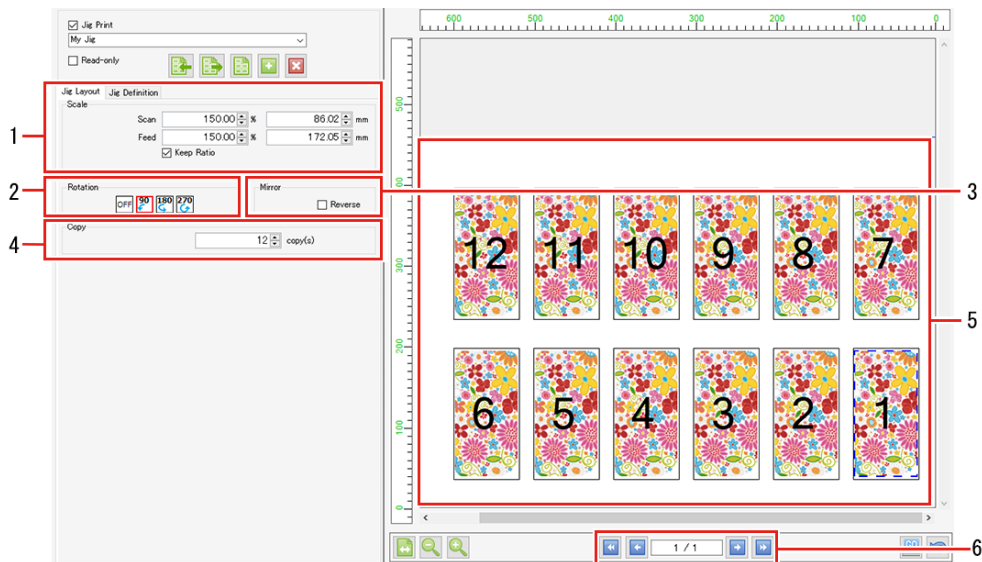 Jig Print
My Jig
Read-only
Jig Layout Jig Definition
Scale
Scan 150.00 % 86.02 mm
Feed 150.00 % 172.05 mm
Keep Ratio
Rotation
OFF 90 180 270
Mirror
Reverse
Copy
12 copy(s)
1
2
3
4
5
6
600 500 400 300 200 100 0
500
300
200
100
0
12 11 10 9 8 7
6 5 4 3 2 1
1 / 1